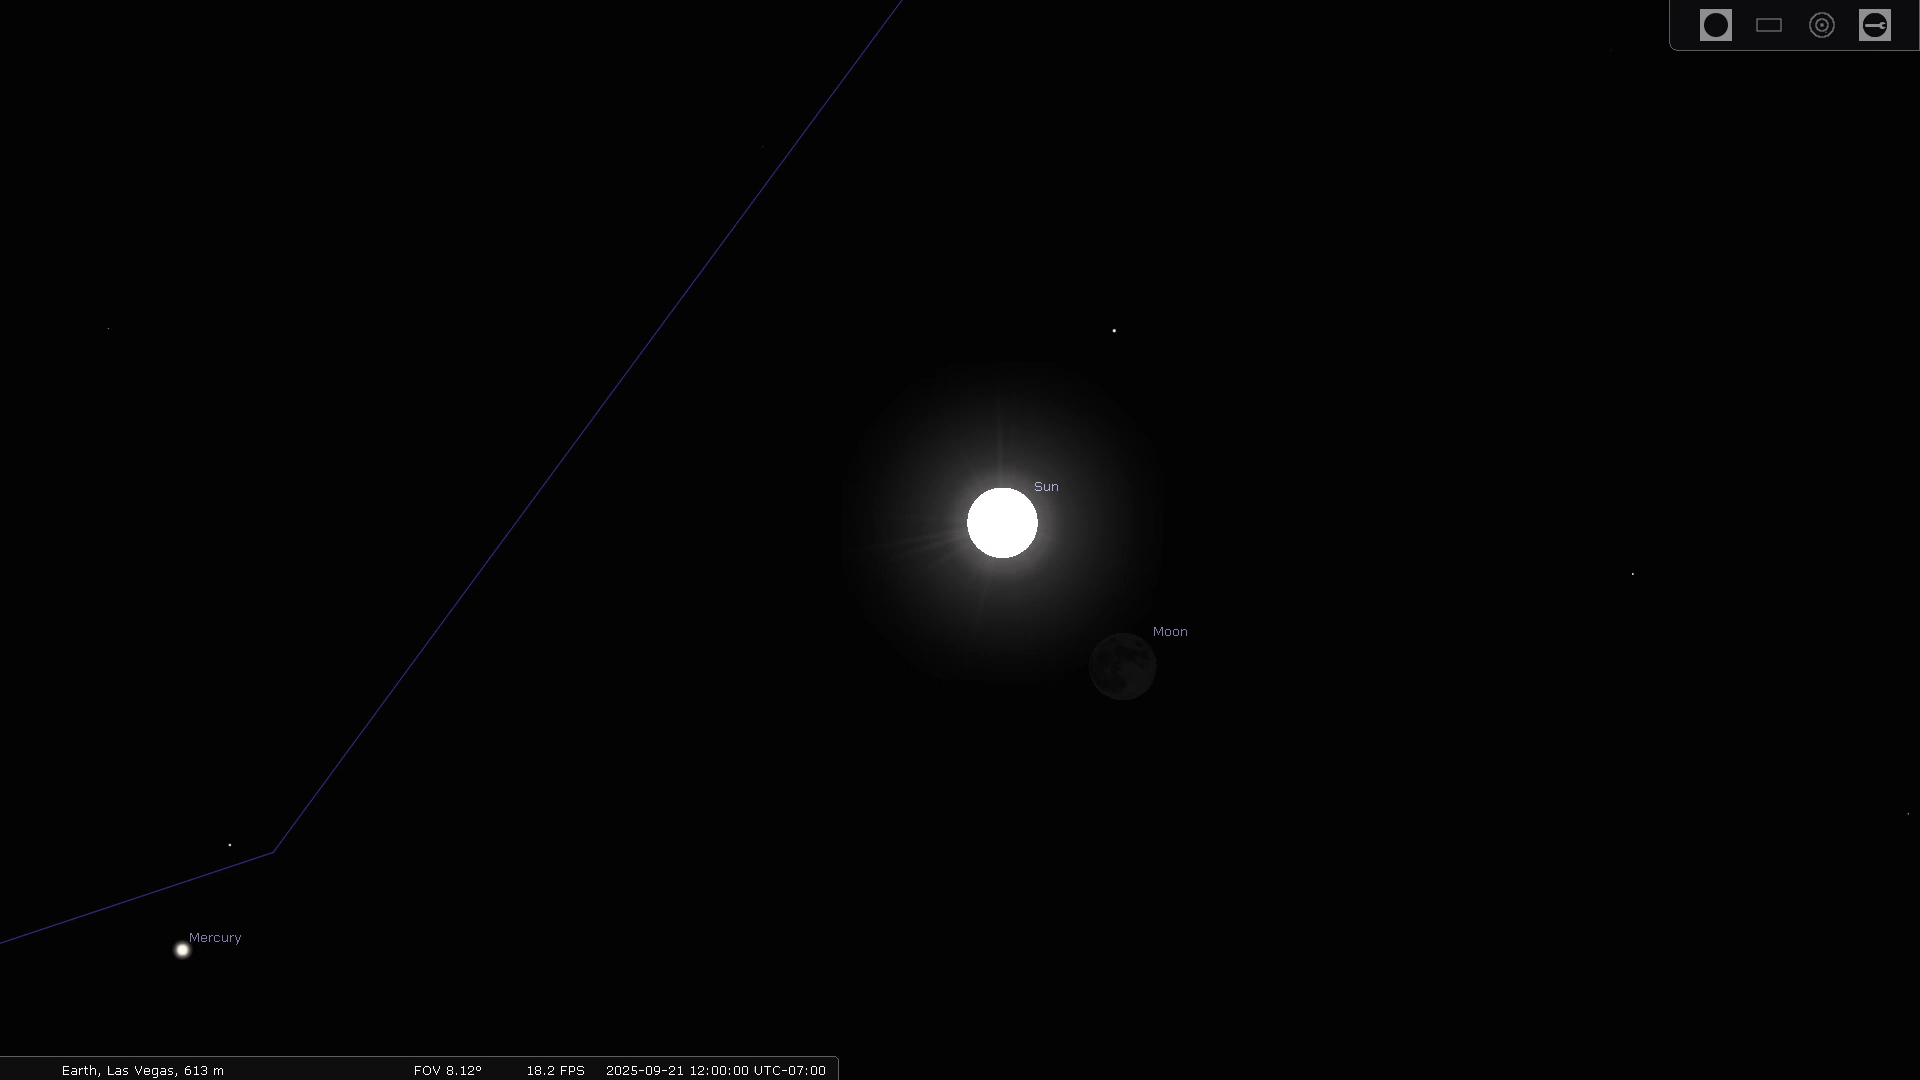 Sun
Moon
Mercury
Earth, Las Vegas, 613 m FOV 8.12° 18.2 FPS 2025-09-21 12:00:00 UTC-07:00